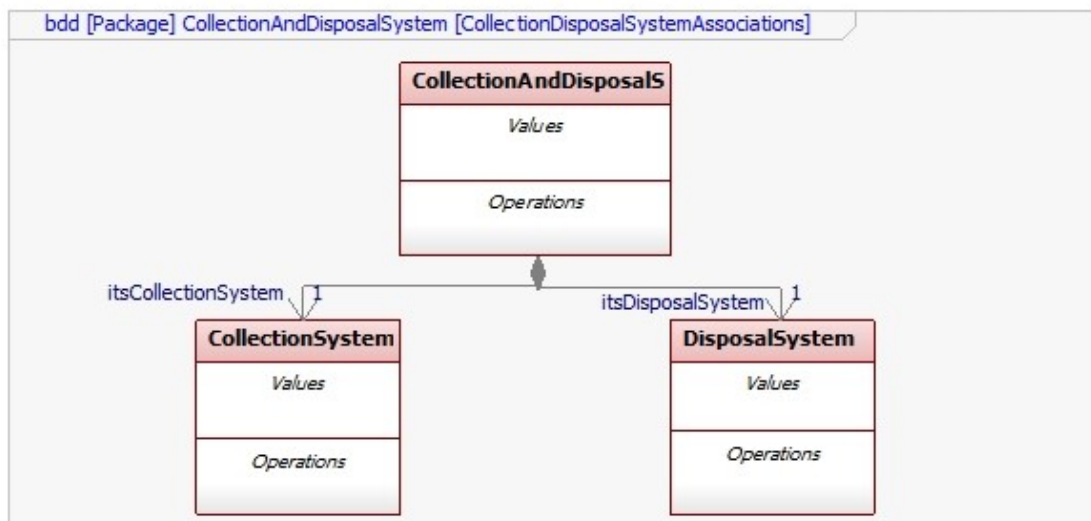 bdd [Package] CollectionAndDisposalSystem [CollectionDisposalSystemAssociations]
CollectionAndDisposalS
Values
Operations
itsCollectionSystem 1
itsDisposalSystem 1
CollectionSystem
Values
Operations
DisposalSystem
Values
Operations